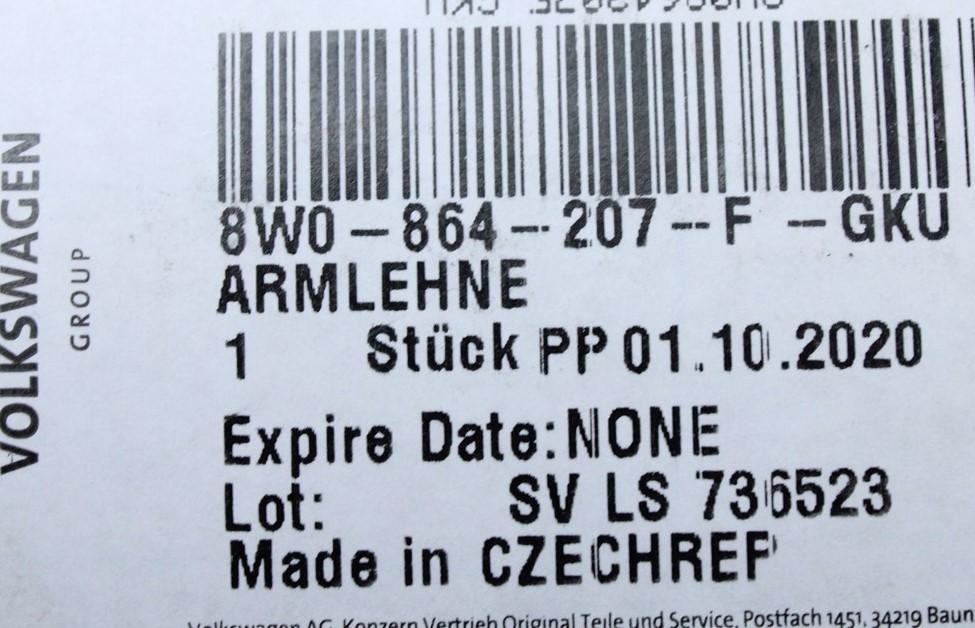 8W0-864-207-F -GKU
ARMLEHNE
1 Stück PP 01.10.2020
Expire Date:NONE
Lot: SV LS 736523
Made in CZECHREP
VOLKSWAGEN
GROUP
Volkswagen AG, Konzern Vertrieb Original Teile und Service, Postfach 1451, 34219